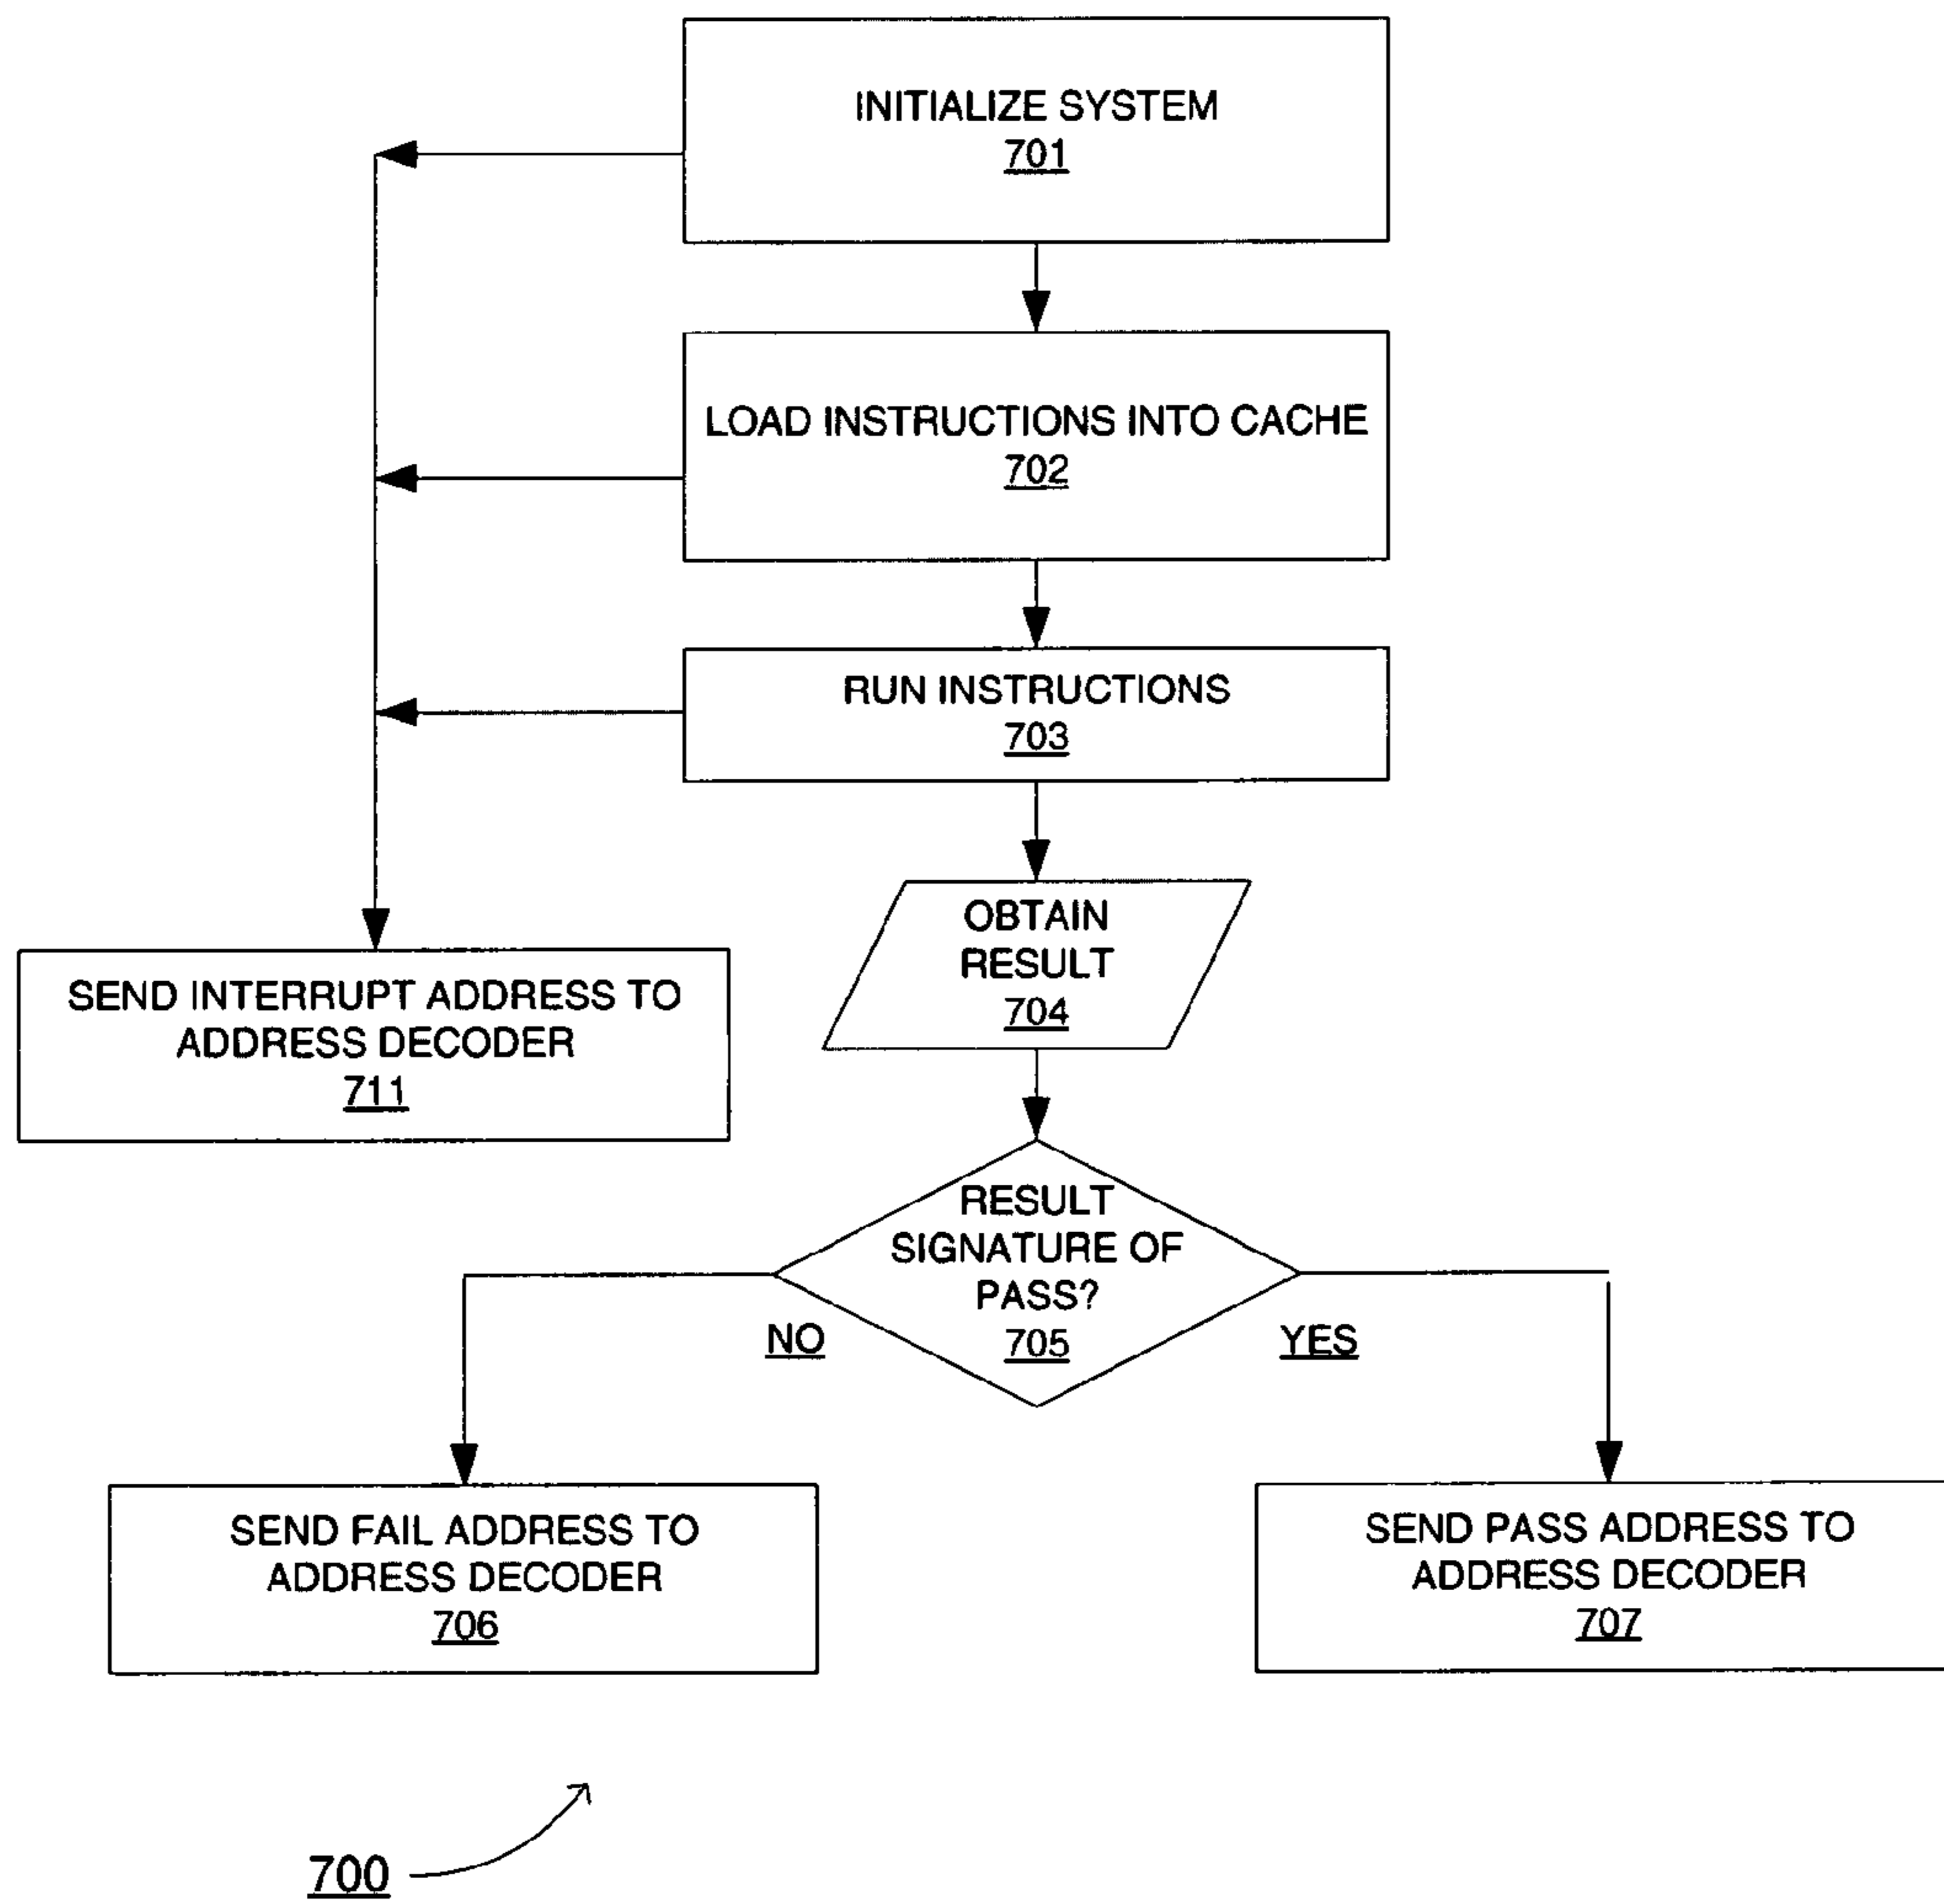 INITIALIZE SYSTEM
701
LOAD INSTRUCTIONS INTO CACHE
702
RUN INSTRUCTIONS
703
OBTAIN
RESULT
704
SEND INTERRUPT ADDRESS TO
ADDRESS DECODER
711
RESULT
SIGNATURE OF
PASS?
705
NO
YES
SEND FAIL ADDRESS TO
ADDRESS DECODER
706
SEND PASS ADDRESS TO
ADDRESS DECODER
707
700